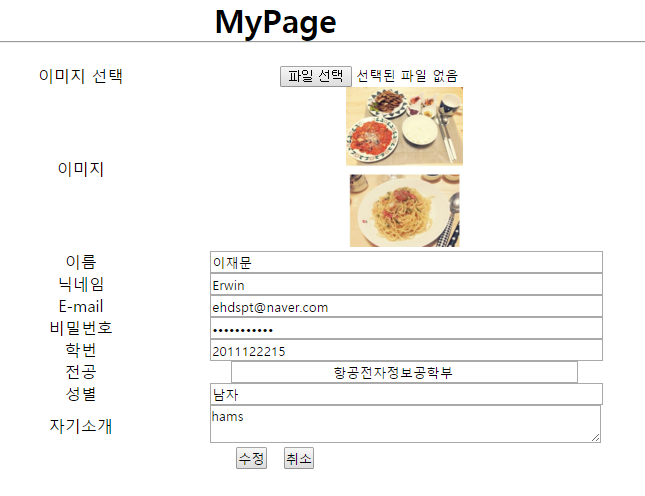 MyPage
이미지 선택 파일 선택 선택된 파일 없음
이미지
이름 이재문
닉네임 Erwin
E-mail ehdspt@naver.com
비밀번호 •••••••••••
학번 2011122215
전공 항공전자정보공학부
성별 남자
자기소개 hams
수정 취소